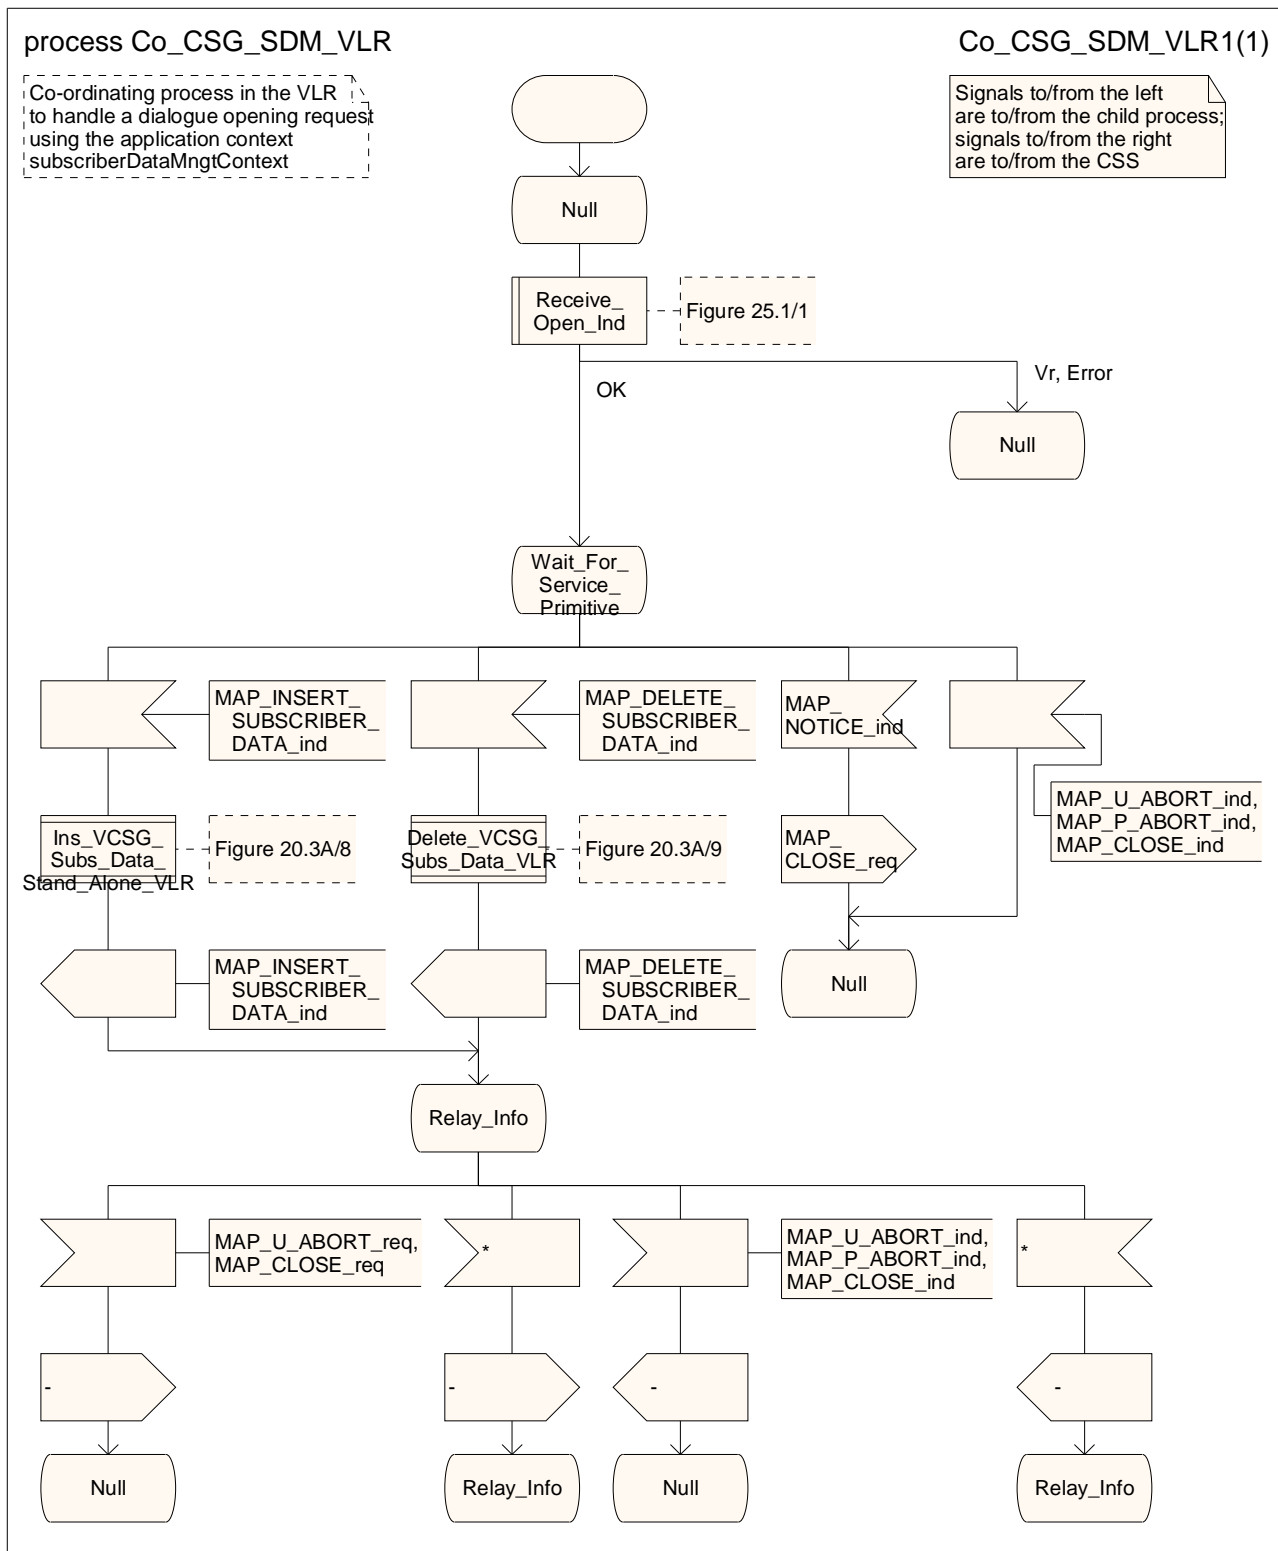 process Co_CSG_SDM_VLR
Co_CSG_SDM_VLR1(1)
Co-ordinating process in the VLR
to handle a dialogue opening request
using the application context
subscriberDataMngtContext
Signals to/from the left
are to/from the child process;
signals to/from the right
are to/from the CSS
Null
Receive_
Open_Ind
Figure 25.1/1
OK
Vr, Error
Null
Wait_For_
Service_
Primitive
MAP_INSERT_
SUBSCRIBER_
DATA_ind
MAP_DELETE_
SUBSCRIBER_
DATA_ind
MAP_
NOTICE_ind
MAP_U_ABORT_ind,
MAP_P_ABORT_ind,
MAP_CLOSE_ind
Ins_VCSG_
Subs_Data_
Stand_Alone_VLR
Figure 20.3A/8
Delete_VCSG_
Subs_Data_VLR
Figure 20.3A/9
MAP_
CLOSE_req
MAP_INSERT_
SUBSCRIBER_
DATA_ind
MAP_DELETE_
SUBSCRIBER_
DATA_ind
Null
Relay_Info
MAP_U_ABORT_req,
MAP_CLOSE_req
*
MAP_U_ABORT_ind,
MAP_P_ABORT_ind,
MAP_CLOSE_ind
*
-
-
-
-
Null
Relay_Info
Null
Relay_Info